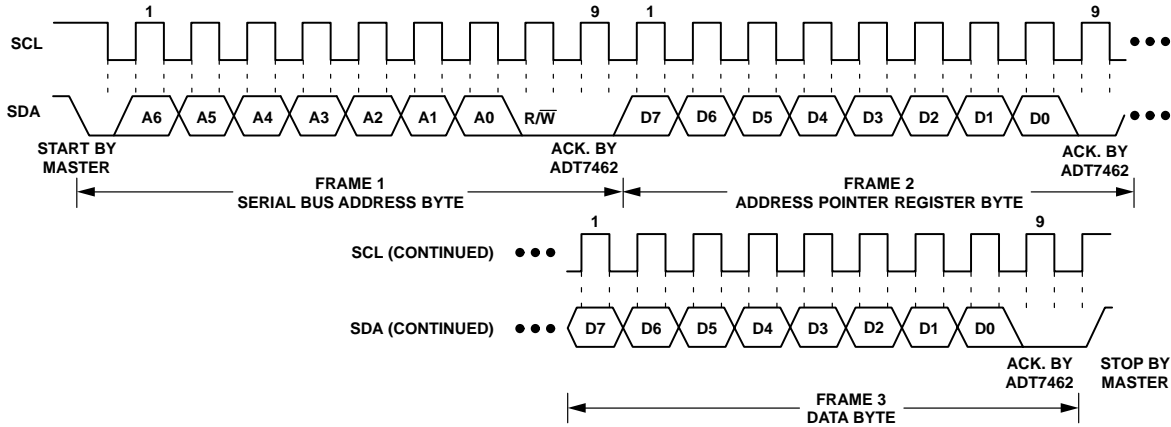 1 9 1 9
SCL
SDA A6 A5 A4 A3 A2 A1 A0 R/W̅ D7 D6 D5 D4 D3 D2 D1 D0
START BY
MASTER
ACK. BY
ADT7462
ACK. BY
ADT7462
FRAME 1
SERIAL BUS ADDRESS BYTE
FRAME 2
ADDRESS POINTER REGISTER BYTE
1 9
SCL (CONTINUED)
SDA (CONTINUED) D7 D6 D5 D4 D3 D2 D1 D0
ACK. BY
ADT7462
STOP BY
MASTER
FRAME 3
DATA BYTE